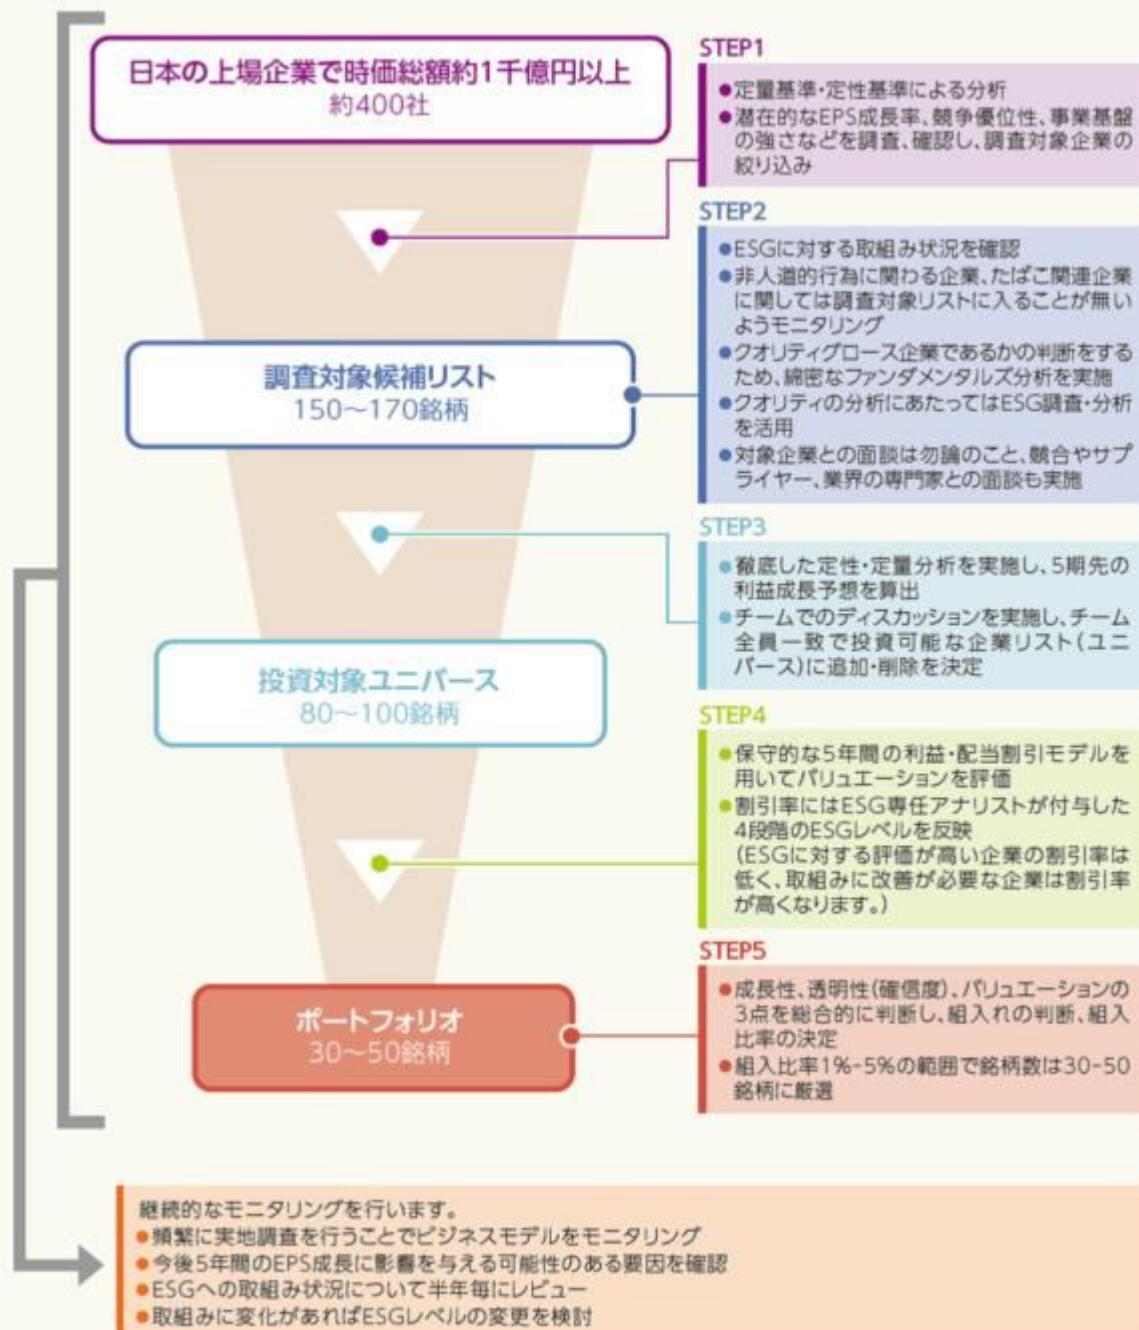 日本の上場企業で時価総額約1千億円以上
約400社
STEP1
●定量基準・定性基準による分析
●潜在的なEPS成長率、競争優位性、事業基盤
の強さなどを調査、確認し、調査対象企業の
絞り込み
STEP2
●ESGに対する取組み状況を確認
●非人道的行為に関わる企業、たばこ関連企業
に関しては調査対象リストに入ることが無い
ようモニタリング
●クオリティグロース企業であるかの判断をする
ため、綿密なファンダメンタルズ分析を実施
●クオリティの分析にあたってはESG調査・分析
を活用
●対象企業との面談は勿論のこと、競合やサプ
ライヤー、業界の専門家との面談も実施
調査対象候補リスト
150〜170銘柄
STEP3
●徹底した定性・定量分析を実施し、5期先の
利益成長予想を算出
●チームでのディスカッションを実施し、チーム
全員一致で投資可能な企業リスト(ユニ
バース)に追加・削除を決定
投資対象ユニバース
80〜100銘柄
STEP4
●保守的な5年間の利益・配当割引モデルを
用いてバリュエーションを評価
●割引率にはESG専任アナリストが付与した
4段階のESGレベルを反映
(ESGに対する評価が高い企業の割引率は
低く、取組みに改善が必要な企業は割引率
が高くなります。)
STEP5
●成長性、透明性(確信度)、バリュエーションの
3点を総合的に判断し、組入れの判断、組入
比率の決定
●組入比率1%-5%の範囲で銘柄数は30-50
銘柄に厳選
ポートフォリオ
30〜50銘柄
継続的なモニタリングを行います。
●頻繁に実地調査を行うことでビジネスモデルをモニタリング
●今後5年間のEPS成長に影響を与える可能性のある要因を確認
●ESGへの取組み状況について半年毎にレビュー
●取組みに変化があればESGレベルの変更を検討